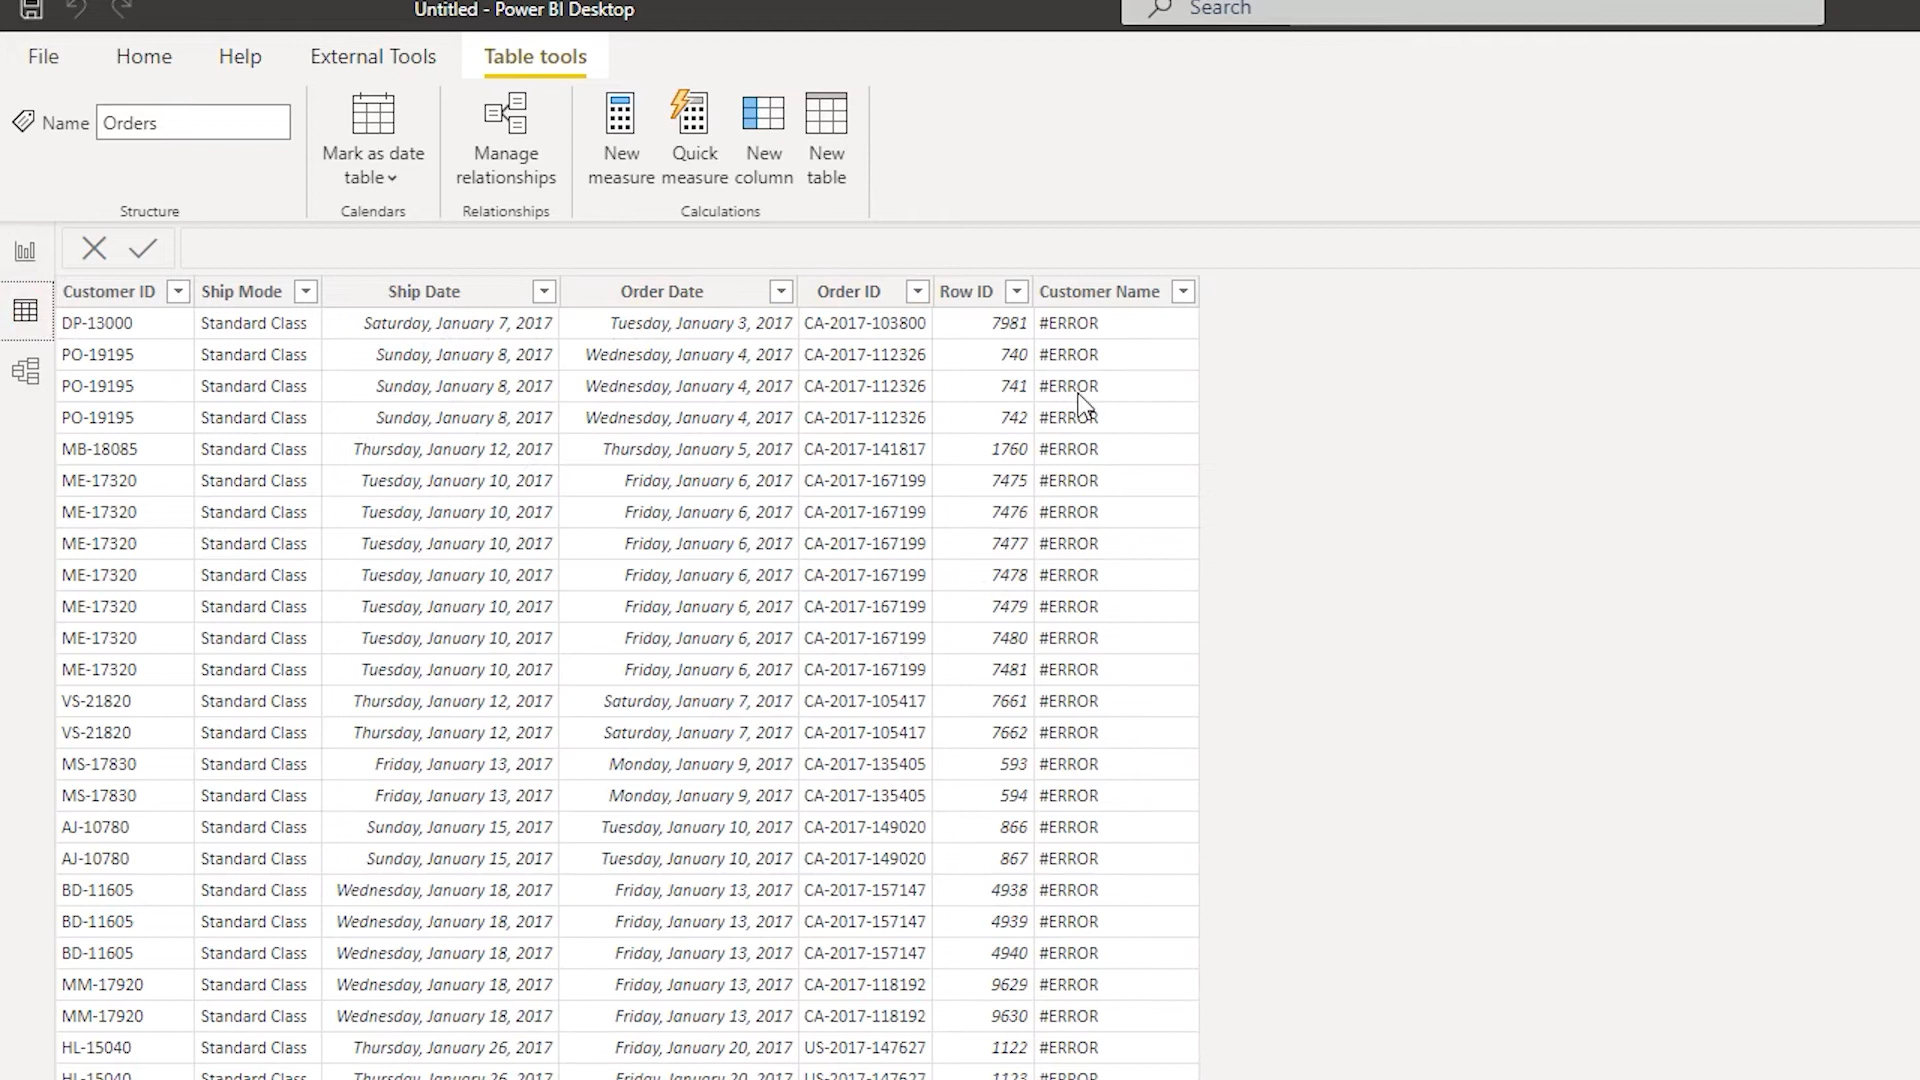 Untitled - Power BI Desktop
Search
File Home Help External Tools Table tools
Name Orders
Mark as date table
Manage relationships
New measure
Quick measure
New column
New table
Structure Calendars Relationships Calculations
Customer ID Ship Mode Ship Date Order Date Order ID Row ID Customer Name
DP-13000 Standard Class Saturday, January 7, 2017 Tuesday, January 3, 2017 CA-2017-103800 7981 #ERROR
PO-19195 Standard Class Sunday, January 8, 2017 Wednesday, January 4, 2017 CA-2017-112326 740 #ERROR
PO-19195 Standard Class Sunday, January 8, 2017 Wednesday, January 4, 2017 CA-2017-112326 741 #ERROR
PO-19195 Standard Class Sunday, January 8, 2017 Wednesday, January 4, 2017 CA-2017-112326 742 #ERROR
MB-18085 Standard Class Thursday, January 12, 2017 Thursday, January 5, 2017 CA-2017-141817 1760 #ERROR
ME-17320 Standard Class Tuesday, January 10, 2017 Friday, January 6, 2017 CA-2017-167199 7475 #ERROR
ME-17320 Standard Class Tuesday, January 10, 2017 Friday, January 6, 2017 CA-2017-167199 7476 #ERROR
ME-17320 Standard Class Tuesday, January 10, 2017 Friday, January 6, 2017 CA-2017-167199 7477 #ERROR
ME-17320 Standard Class Tuesday, January 10, 2017 Friday, January 6, 2017 CA-2017-167199 7478 #ERROR
ME-17320 Standard Class Tuesday, January 10, 2017 Friday, January 6, 2017 CA-2017-167199 7479 #ERROR
ME-17320 Standard Class Tuesday, January 10, 2017 Friday, January 6, 2017 CA-2017-167199 7480 #ERROR
ME-17320 Standard Class Tuesday, January 10, 2017 Friday, January 6, 2017 CA-2017-167199 7481 #ERROR
VS-21820 Standard Class Thursday, January 12, 2017 Saturday, January 7, 2017 CA-2017-105417 7661 #ERROR
VS-21820 Standard Class Thursday, January 12, 2017 Saturday, January 7, 2017 CA-2017-105417 7662 #ERROR
MS-17830 Standard Class Friday, January 13, 2017 Monday, January 9, 2017 CA-2017-135405 593 #ERROR
MS-17830 Standard Class Friday, January 13, 2017 Monday, January 9, 2017 CA-2017-135405 594 #ERROR
AJ-10780 Standard Class Sunday, January 15, 2017 Tuesday, January 10, 2017 CA-2017-149020 866 #ERROR
AJ-10780 Standard Class Sunday, January 15, 2017 Tuesday, January 10, 2017 CA-2017-149020 867 #ERROR
BD-11605 Standard Class Wednesday, January 18, 2017 Friday, January 13, 2017 CA-2017-157147 4938 #ERROR
BD-11605 Standard Class Wednesday, January 18, 2017 Friday, January 13, 2017 CA-2017-157147 4939 #ERROR
BD-11605 Standard Class Wednesday, January 18, 2017 Friday, January 13, 2017 CA-2017-157147 4940 #ERROR
MM-17920 Standard Class Wednesday, January 18, 2017 Friday, January 13, 2017 CA-2017-118192 9629 #ERROR
MM-17920 Standard Class Wednesday, January 18, 2017 Friday, January 13, 2017 CA-2017-118192 9630 #ERROR
HL-15040 Standard Class Thursday, January 26, 2017 Friday, January 20, 2017 US-2017-147627 1122 #ERROR
HL-15040 Standard Class Thursday, January 26, 2017 Friday, January 20, 2017 US-2017-147627 1123 #ERROR